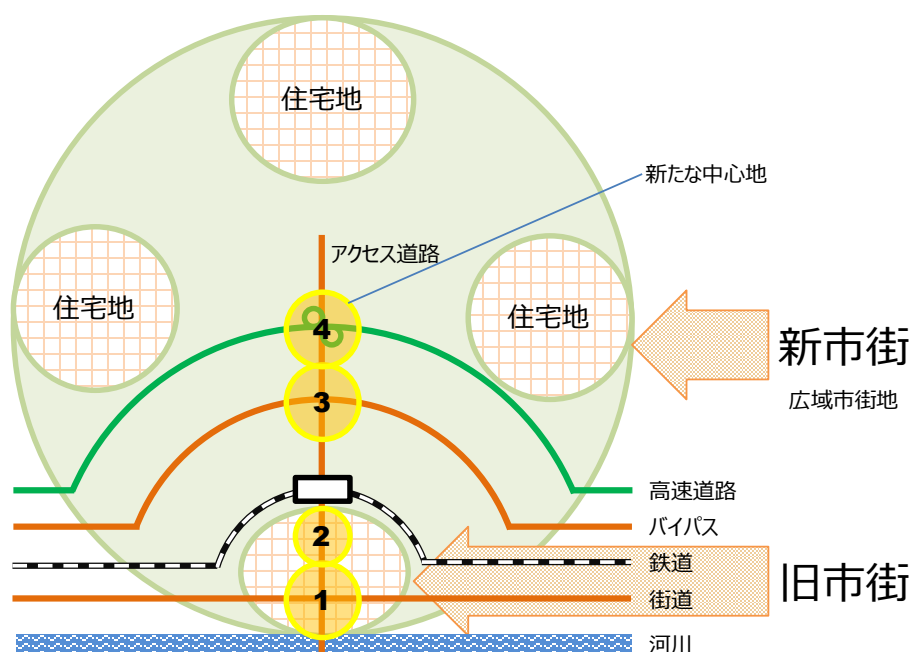 住宅地
新たな中心地
アクセス道路
住宅地
住宅地
4
新市街
広域市街地
3
高速道路
バイパス
2
鉄道
旧市街
1
街道
河川